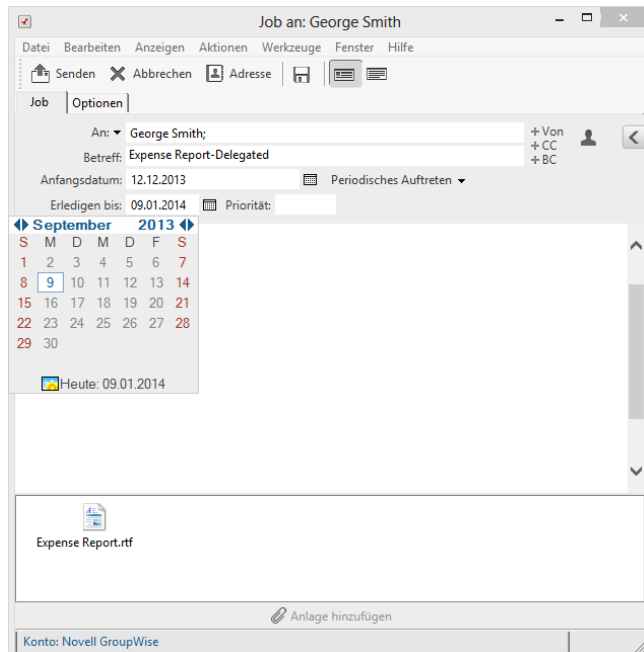 Job an: George Smith
Datei Bearbeiten Anzeigen Aktionen Werkzeuge Fenster Hilfe
Senden Abbrechen Adresse
Job Optionen
An: George Smith; +Von
+CC
Betreff: Expense Report-Delegated +BC
Anfangsdatum: 12.12.2013 Periodisches Auftreten
Erledigen bis: 09.01.2014 Priorität:
September 2013
S M D M D F S
1 2 3 4 5 6 7
8 9 10 11 12 13 14
15 16 17 18 19 20 21
22 23 24 25 26 27 28
29 30
Heute: 09.01.2014
Expense Report.rtf
Anlage hinzufügen
Konto: Novell GroupWise